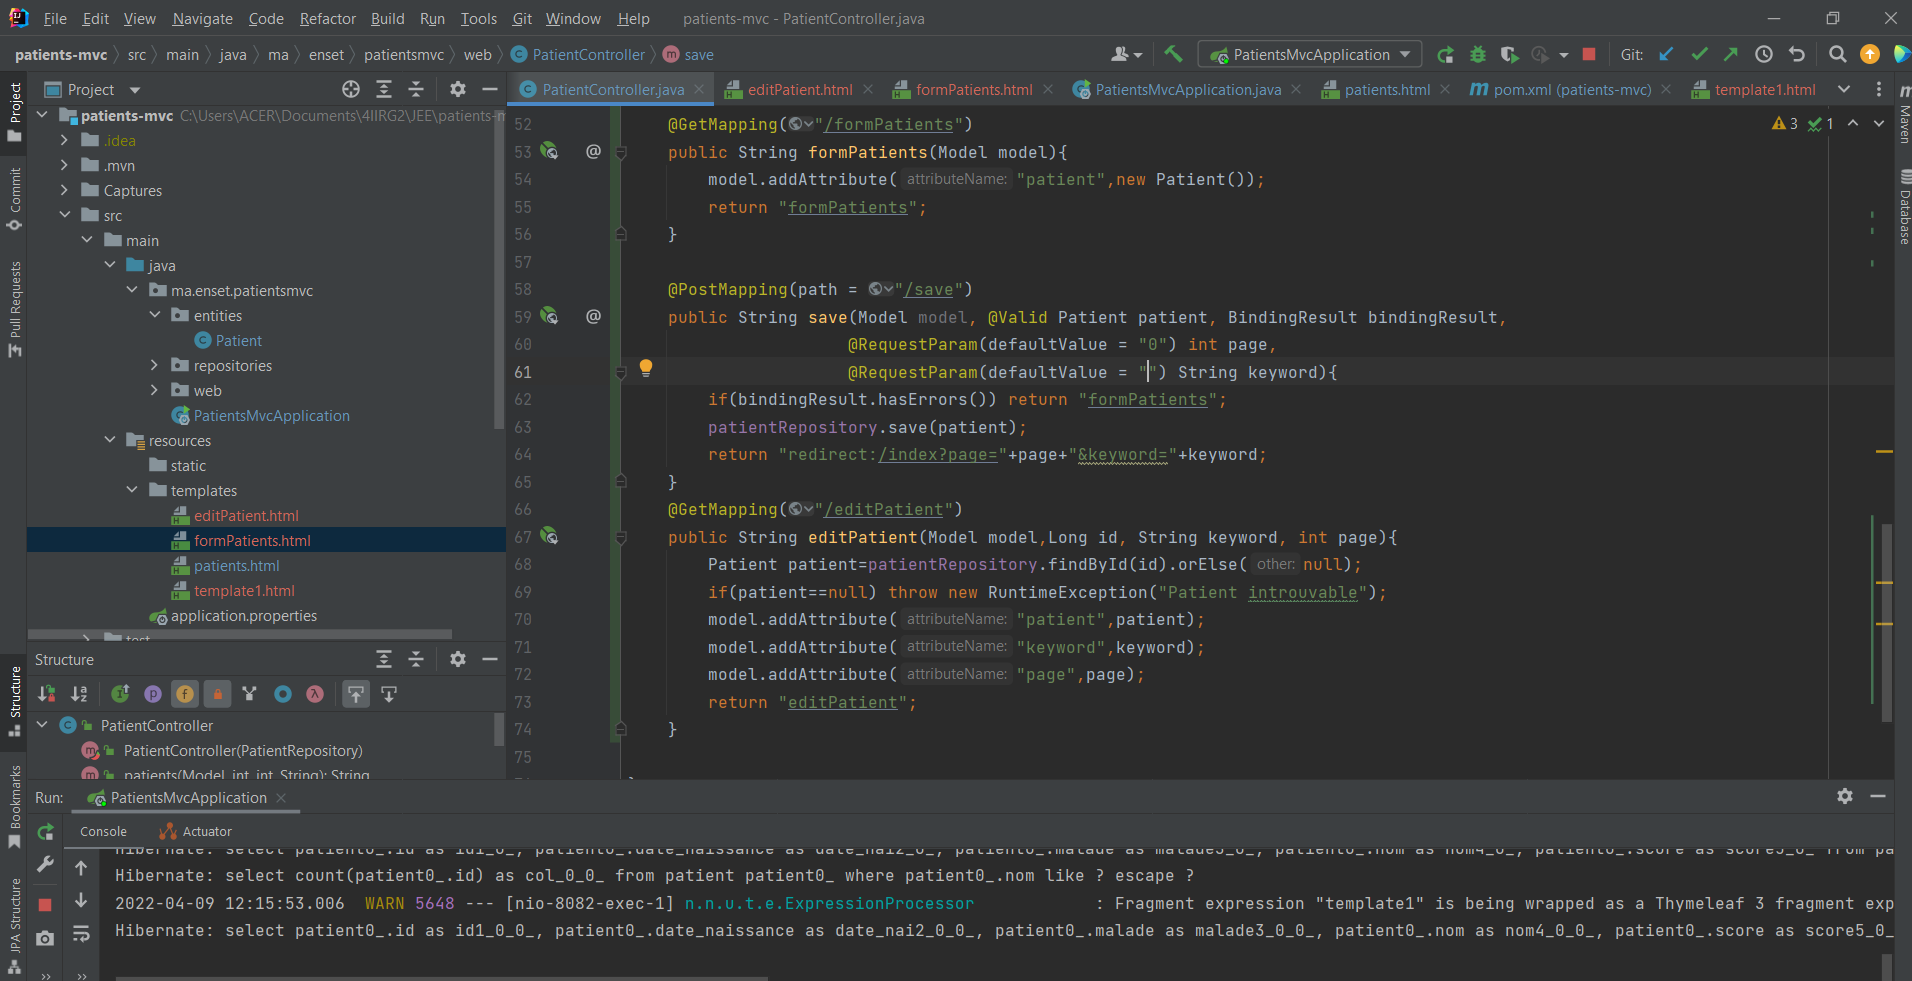 File Edit View Navigate Code Refactor Build Run Tools Git Window Help patients-mvc - PatientController.java
patients-mvc src main java ma enset patientsmvc web PatientController save PatientsMvcApplication Git:
Project
PatientController.java editPatient.html formPatients.html PatientsMvcApplication.java patients.html pom.xml (patients-mvc) template1.html
patients-mvc C:\Users\ACER\Documents\4IIRG2\JEE\patients-m
.idea
.mvn
Captures
src
main
java
ma.enset.patientsmvc
entities
Patient
repositories
web
PatientsMvcApplication
resources
static
templates
editPatient.html
formPatients.html
patients.html
template1.html
application.properties
test
Structure
PatientController
PatientController(PatientRepository)
patients(Model, int, int, String): String
Project
Commit
Pull Requests
Structure
Bookmarks
JPA Structure
3 1
52 @GetMapping("/formPatients")
53 @ public String formPatients(Model model){
54 model.addAttribute( attributeName: "patient",new Patient());
55 return "formPatients";
56 }
57
58 @PostMapping(path = "/save")
59 @ public String save(Model model, @Valid Patient patient, BindingResult bindingResult,
60 @RequestParam(defaultValue = "0") int page,
61 @RequestParam(defaultValue = "") String keyword){
62 if(bindingResult.hasErrors()) return "formPatients";
63 patientRepository.save(patient);
64 return "redirect:/index?page="+page+"&keyword="+keyword;
65 }
66 @GetMapping("/editPatient")
67 public String editPatient(Model model,Long id, String keyword, int page){
68 Patient patient=patientRepository.findById(id).orElse( other: null);
69 if(patient==null) throw new RuntimeException("Patient introuvable");
70 model.addAttribute( attributeName: "patient",patient);
71 model.addAttribute( attributeName: "keyword",keyword);
72 model.addAttribute( attributeName: "page",page);
73 return "editPatient";
74 }
75
Maven
Database
Run: PatientsMvcApplication
Console Actuator
Hibernate: select patient0_.id as id1_0_, patient0_.date_naissance as date_nai2_0_, patient0_.malade as malade3_0_, patient0_.nom as nom4_0_, patient0_.score as score5_0_ from pa
Hibernate: select count(patient0_.id) as col_0_0_ from patient patient0_ where patient0_.nom like ? escape ?
2022-04-09 12:15:53.006 WARN 5648 --- [nio-8082-exec-1] n.n.u.t.e.ExpressionProcessor : Fragment expression "template1" is being wrapped as a Thymeleaf 3 fragment exp
Hibernate: select patient0_.id as id1_0_0_, patient0_.date_naissance as date_nai2_0_0_, patient0_.malade as malade3_0_0_, patient0_.nom as nom4_0_0_, patient0_.score as score5_0_